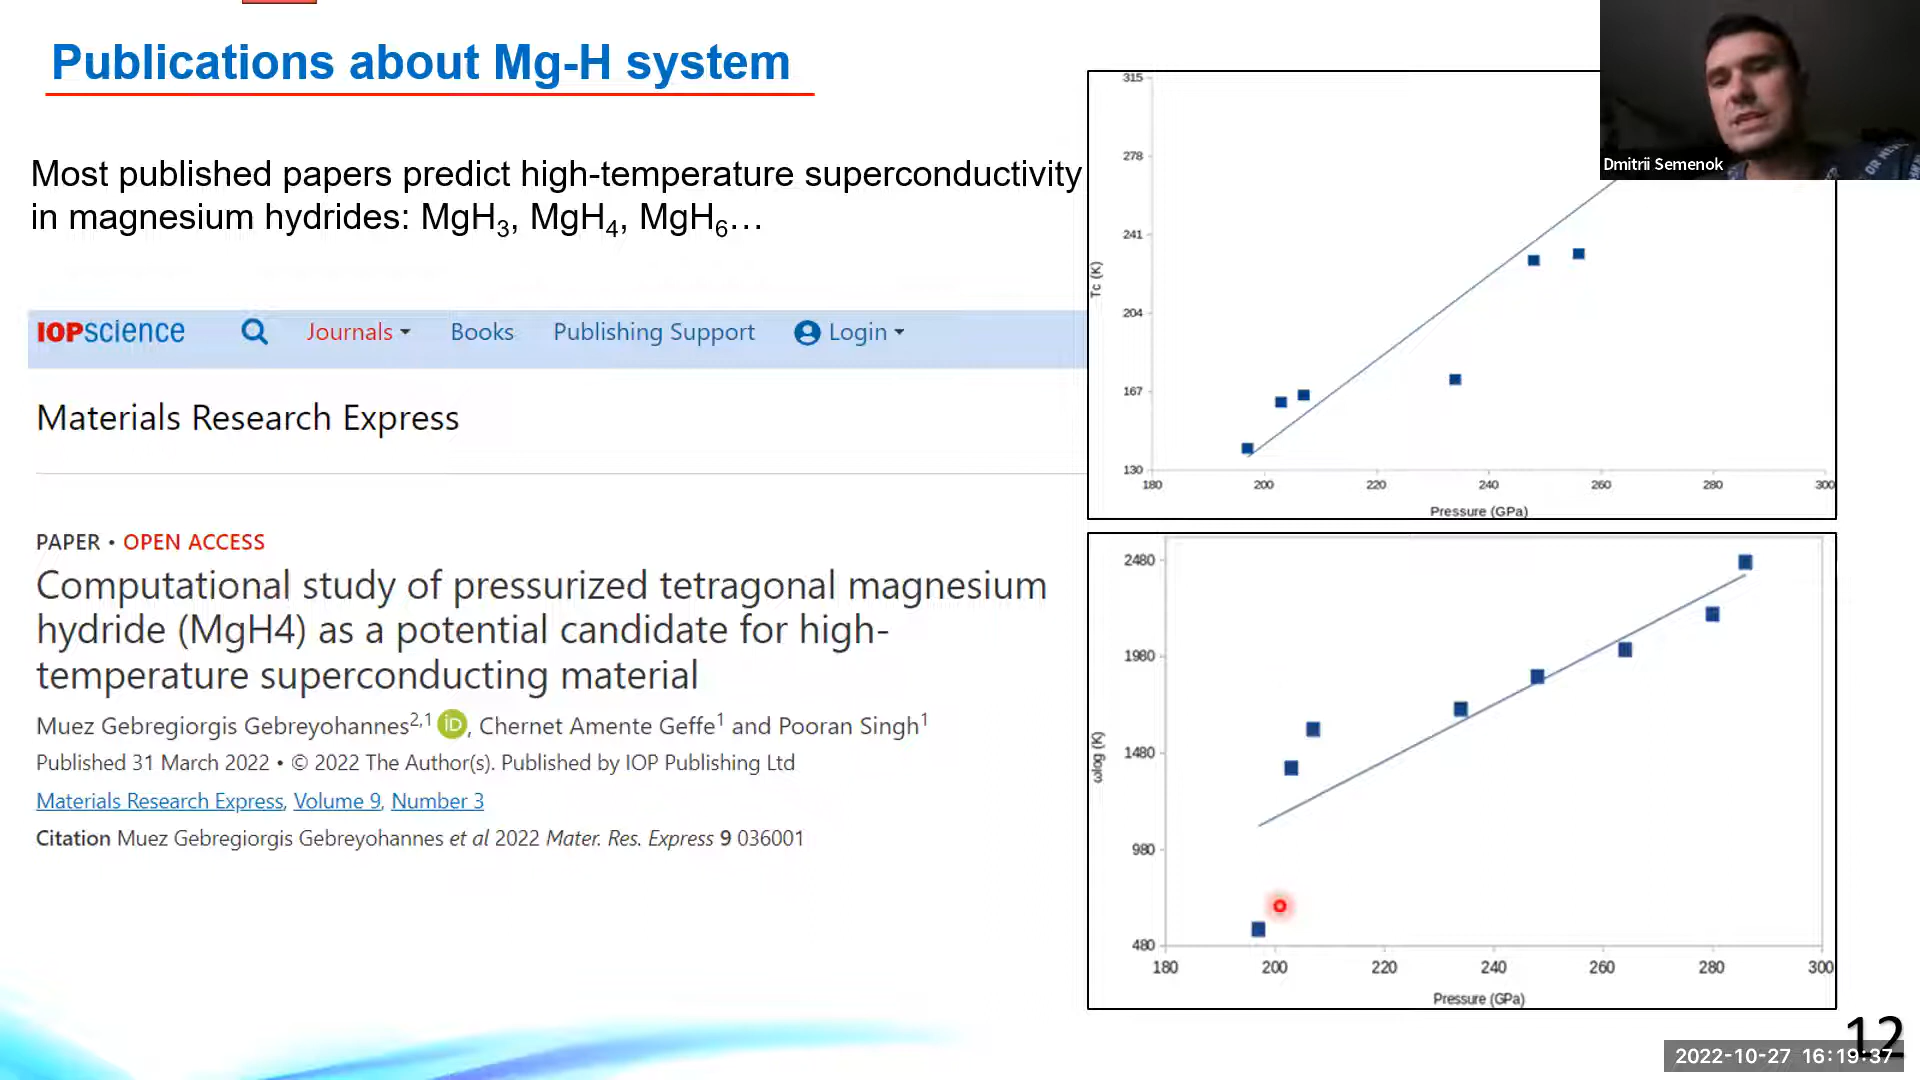 Publications about Mg-H system
Most published papers predict high-temperature superconductivity
in magnesium hydrides: MgH₃, MgH₄, MgH₆…
IOPscience
Journals
Books
Publishing Support
Login
Materials Research Express
PAPER • OPEN ACCESS
Computational study of pressurized tetragonal magnesium
hydride (MgH4) as a potential candidate for high-
temperature superconducting material
Muez Gebregiorgis Gebreyohannes²,¹ iD, Chernet Amente Geffe¹ and Pooran Singh¹
Published 31 March 2022 • © 2022 The Author(s). Published by IOP Publishing Ltd
Materials Research Express, Volume 9, Number 3
Citation Muez Gebregiorgis Gebreyohannes et al 2022 Mater. Res. Express 9 036001
315
278
241
204
167
130
Tc (K)
180 200 220 240 260 280 300
Pressure (GPa)
2480
1980
1480
980
480
ωlog (K)
180 200 220 240 260 280 300
Pressure (GPa)
Dmitrii Semenok
12
2022-10-27 16:19:37